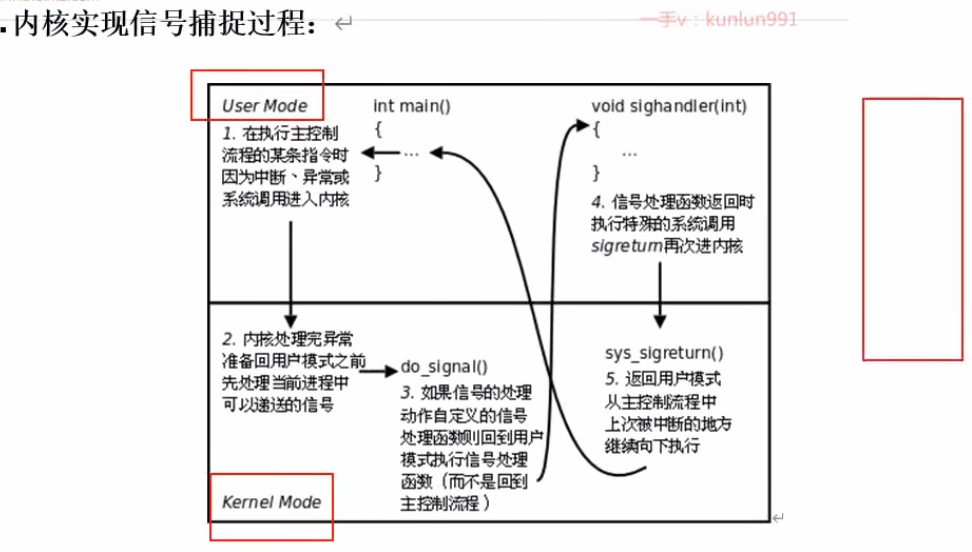 .内核实现信号捕捉过程：
一手v：kunlun991
User Mode
1. 在执行主控制
流程的某条指令时
因为中断、异常或
系统调用进入内核
int main()
{
...
}
void sighandler(int)
{
...
}
4. 信号处理函数返回时
执行特殊的系统调用
sigreturn再次进内核
2. 内核处理完异常
准备回用户模式之前
先处理当前进程中
可以递送的信号
do_signal()
3. 如果信号的处理
动作自定义的信号
处理函数则回到用户
模式执行信号处理
函数（而不是回到
主控制流程）
sys_sigreturn()
5. 返回用户模式
从主控制流程中
上次被中断的地方
继续向下执行
Kernel Mode